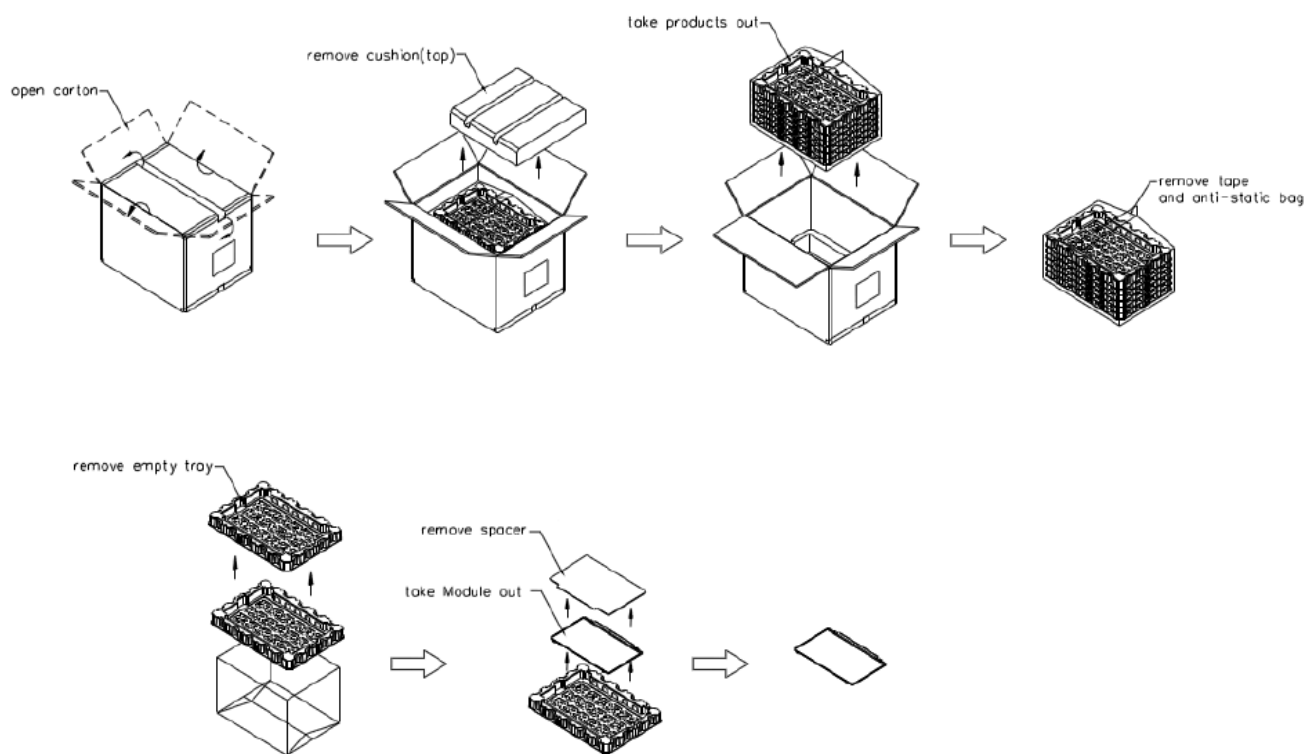 take products out
remove cushion(top)
open carton
remove tape
and anti-static bag
remove empty tray
remove spacer
take Module out